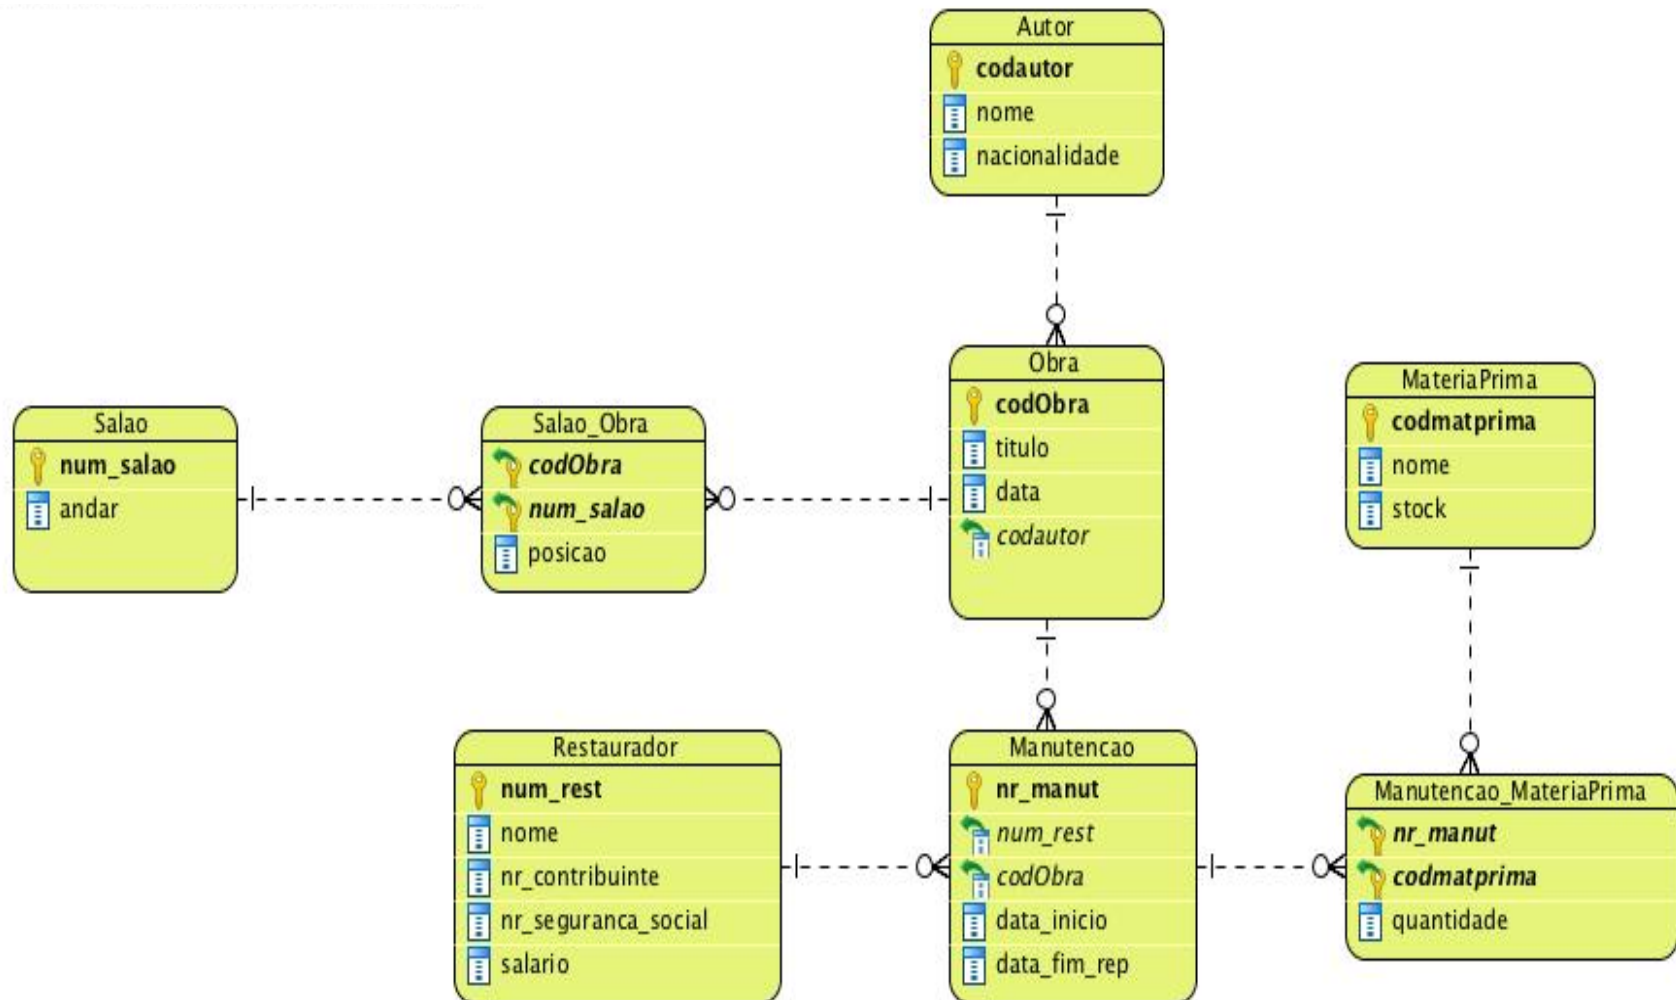 Autor
codautor
nome
nacionalidade
Obra
codObra
titulo
data
codautor
MateriaPrima
codmatprima
nome
stock
Salao
num_salao
andar
Salao_Obra
codObra
num_salao
posicao
Restaurador
num_rest
nome
nr_contribuinte
nr_seguranca_social
salario
Manutencao
nr_manut
num_rest
codObra
data_inicio
data_fim_rep
Manutencao_MateriaPrima
nr_manut
codmatprima
quantidade